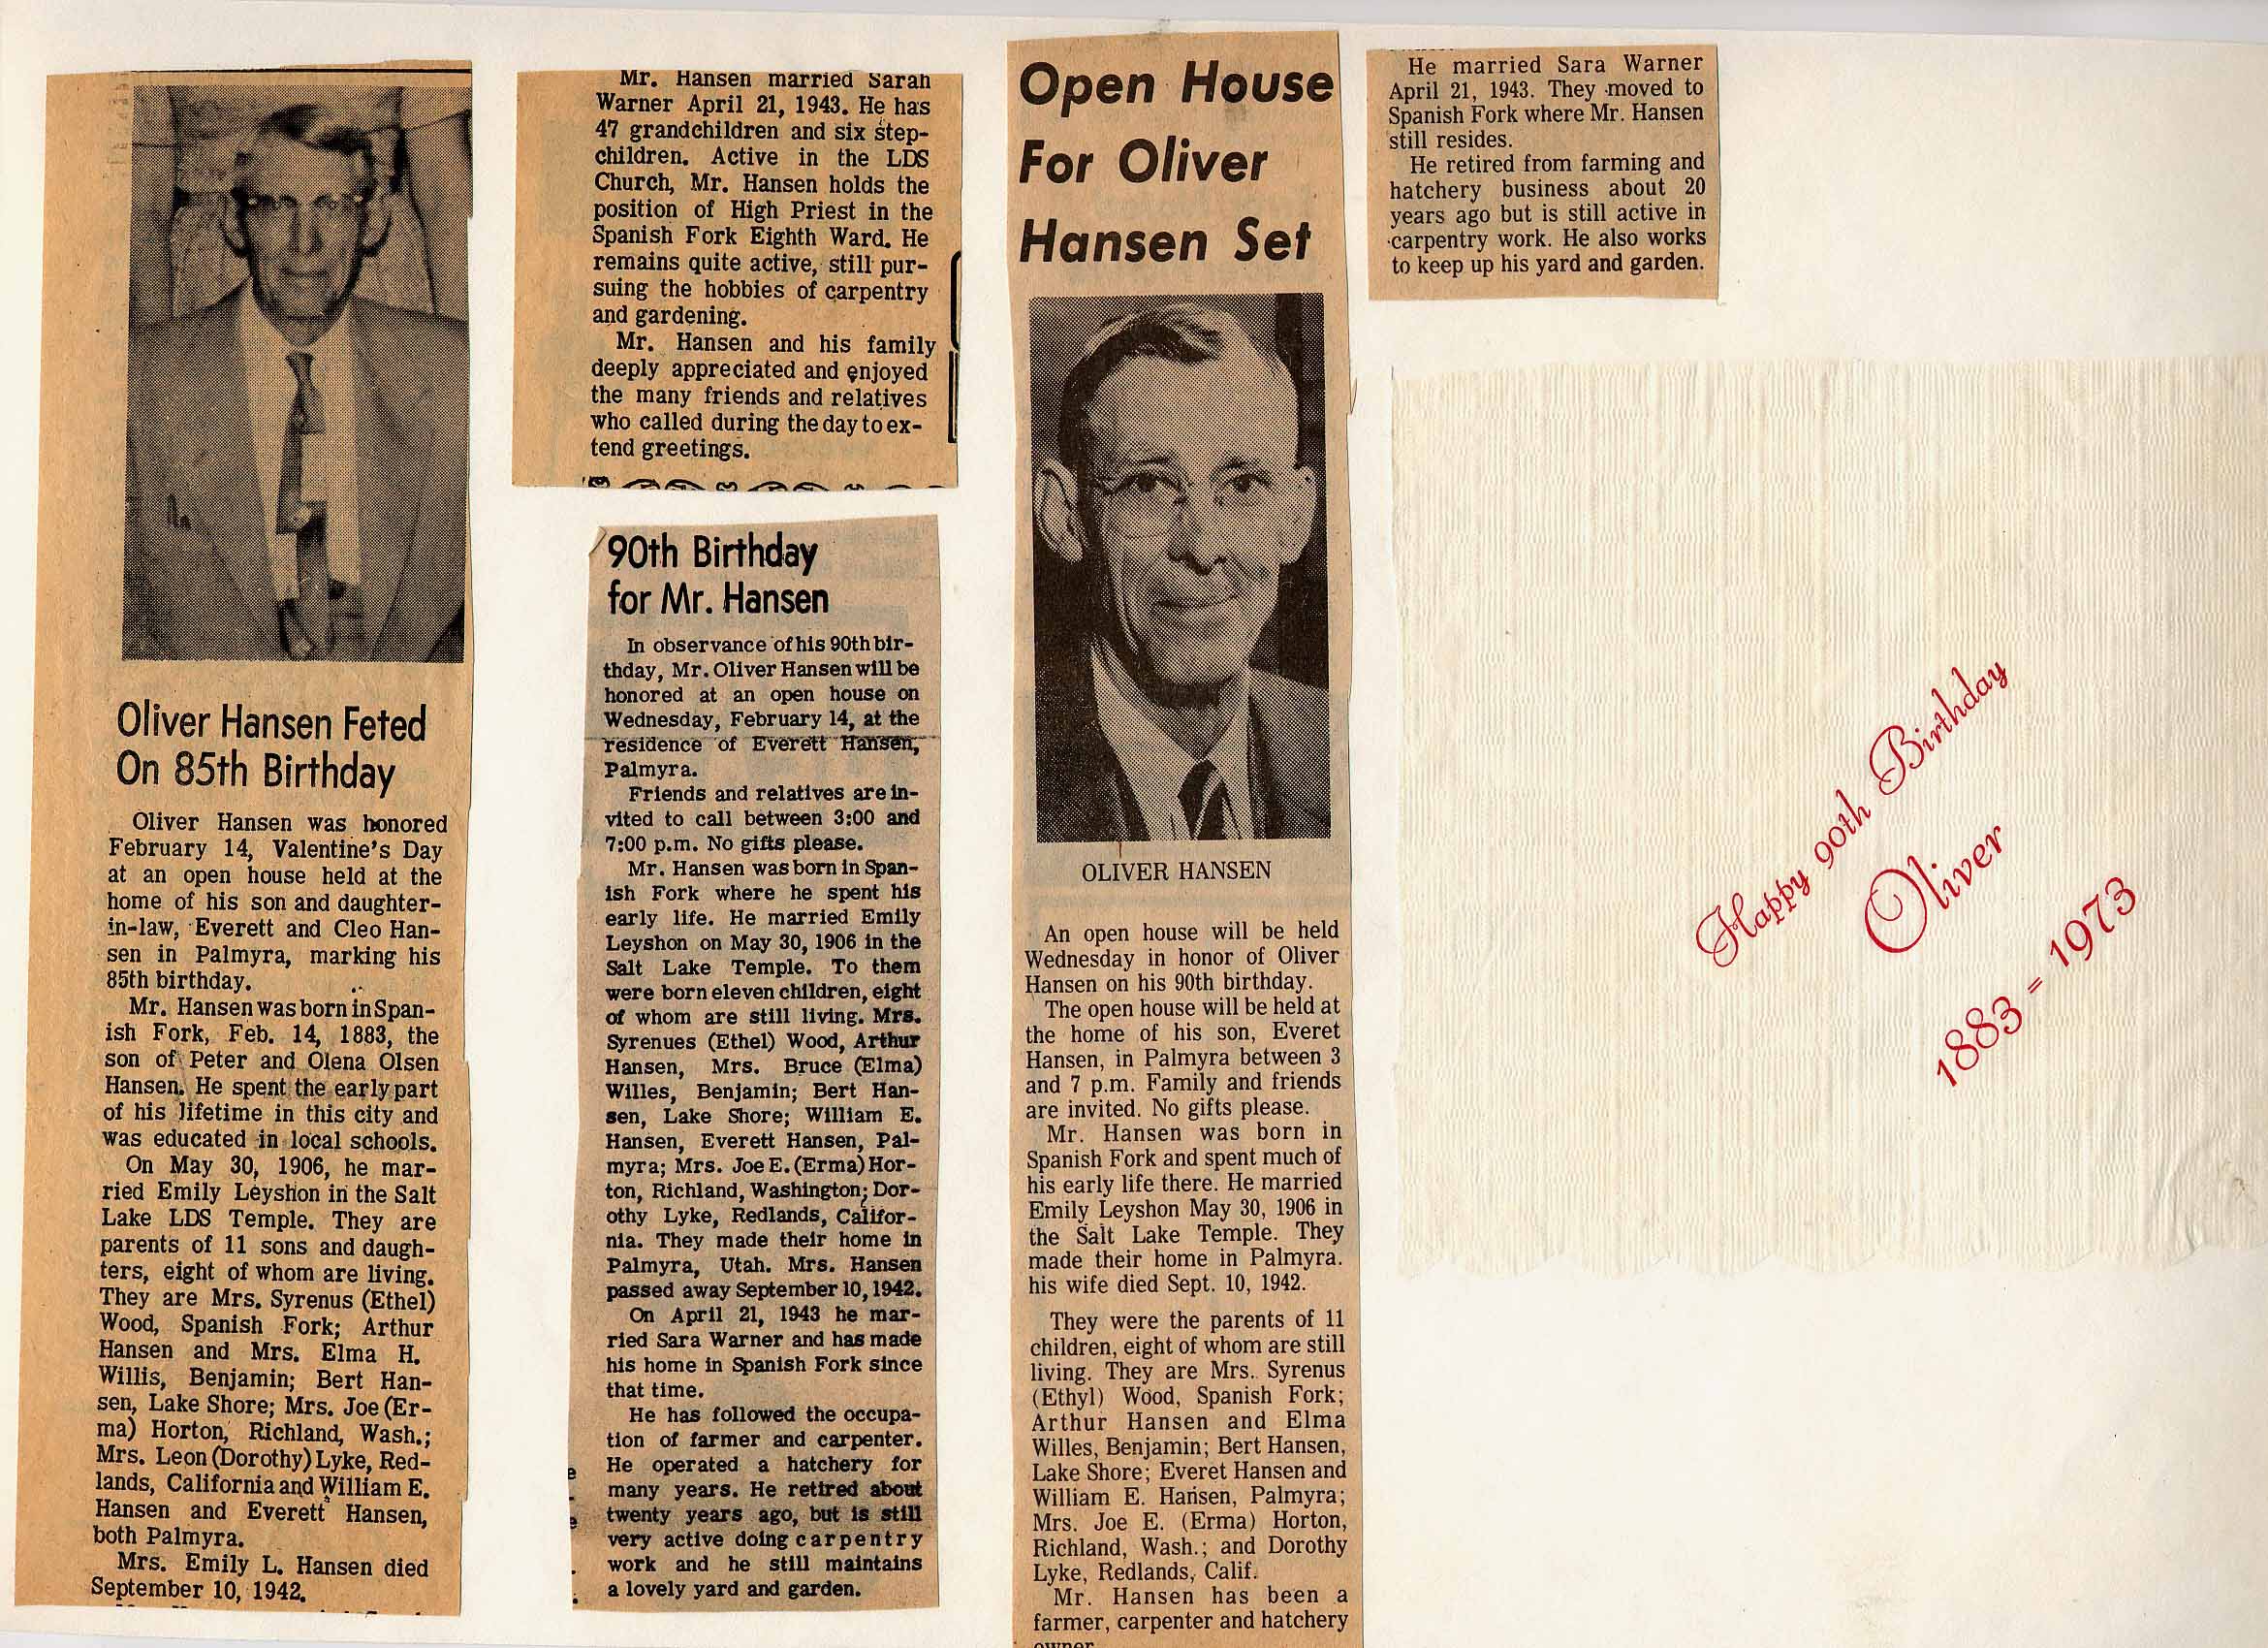 Oliver Hansen Feted
On 85th Birthday
Oliver Hansen was honored
February 14, Valentine's Day
at an open house held at the
home of his son and daughter-
in-law, Everett and Cleo Han-
sen in Palmyra, marking his
85th birthday.
Mr. Hansen was born in Span-
ish Fork, Feb. 14, 1883, the
son of Peter and Olena Olsen
Hansen. He spent the early part
of his lifetime in this city and
was educated in local schools.
On May 30, 1906, he mar-
ried Emily Leyshon in the Salt
Lake LDS Temple. They are
parents of 11 sons and daugh-
ters, eight of whom are living.
They are Mrs. Syrenus (Ethel)
Wood, Spanish Fork; Arthur
Hansen and Mrs. Elma H.
Willis, Benjamin; Bert Han-
sen, Lake Shore; Mrs. Joe (Er-
ma) Horton, Richland, Wash.;
Mrs. Leon (Dorothy) Lyke, Red-
lands, California and William E.
Hansen and Everett Hansen,
both Palmyra.
Mrs. Emily L. Hansen died
September 10, 1942.
Mr. Hansen married Sarah
Warner April 21, 1943. He has
47 grandchildren and six step-
children. Active in the LDS
Church, Mr. Hansen holds the
position of High Priest in the
Spanish Fork Eighth Ward. He
remains quite active, still pur-
suing the hobbies of carpentry
and gardening.
Mr. Hansen and his family
deeply appreciated and enjoyed
the many friends and relatives
who called during the day to ex-
tend greetings.
90th Birthday
for Mr. Hansen
In observance of his 90th bir-
thday, Mr. Oliver Hansen will be
honored at an open house on
Wednesday, February 14, at the
residence of Everett Hansen,
Palmyra.
Friends and relatives are in-
vited to call between 3:00 and
7:00 p.m. No gifts please.
Mr. Hansen was born in Span-
ish Fork where he spent his
early life. He married Emily
Leyshon on May 30, 1906 in the
Salt Lake Temple. To them
were born eleven children, eight
of whom are still living. Mrs.
Syrenues (Ethel) Wood, Arthur
Hansen, Mrs. Bruce (Elma)
Willes, Benjamin; Bert Han-
sen, Lake Shore; William E.
Hansen, Everett Hansen, Pal-
myra; Mrs. Joe E. (Erma) Hor-
ton, Richland, Washington; Dor-
othy Lyke, Redlands, Califor-
nia. They made their home in
Palmyra, Utah. Mrs. Hansen
passed away September 10, 1942.
On April 21, 1943 he mar-
ried Sara Warner and has made
his home in Spanish Fork since
that time.
He has followed the occupa-
tion of farmer and carpenter.
He operated a hatchery for
many years. He retired about
twenty years ago, but is still
very active doing carpentry
work and he still maintains
a lovely yard and garden.
Open House
For Oliver
Hansen Set
OLIVER HANSEN
An open house will be held
Wednesday in honor of Oliver
Hansen on his 90th birthday.
The open house will be held at
the home of his son, Everet
Hansen, in Palmyra between 3
and 7 p.m. Family and friends
are invited. No gifts please.
Mr. Hansen was born in
Spanish Fork and spent much of
his early life there. He married
Emily Leyshon May 30, 1906 in
the Salt Lake Temple. They
made their home in Palmyra.
his wife died Sept. 10, 1942.
They were the parents of 11
children, eight of whom are still
living. They are Mrs. Syrenus
(Ethyl) Wood, Spanish Fork;
Arthur Hansen and Elma
Willes, Benjamin; Bert Hansen,
Lake Shore; Everet Hansen and
William E. Hansen, Palmyra;
Mrs. Joe E. (Erma) Horton,
Richland, Wash.; and Dorothy
Lyke, Redlands, Calif.
Mr. Hansen has been a
farmer, carpenter and hatchery
owner
He married Sara Warner
April 21, 1943. They moved to
Spanish Fork where Mr. Hansen
still resides.
He retired from farming and
hatchery business about 20
years ago but is still active in
carpentry work. He also works
to keep up his yard and garden.
Happy 90th Birthday
Oliver
1883 = 1973